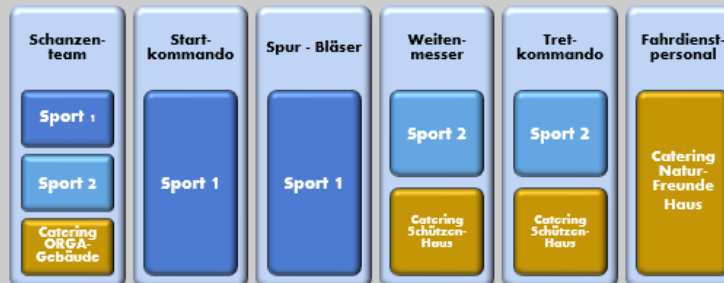 Schanzen-
team
Sport 1
Sport 2
Catering
ORGA-
Gebäude
Start-
kommando
Sport 1
Spur - Bläser
Sport 1
Weiten-
messer
Sport 2
Catering
Schützen-
Haus
Tret-
kommando
Sport 2
Catering
Schützen-
Haus
Fahrdienst-
personal
Catering
Natur-
Freunde
Haus